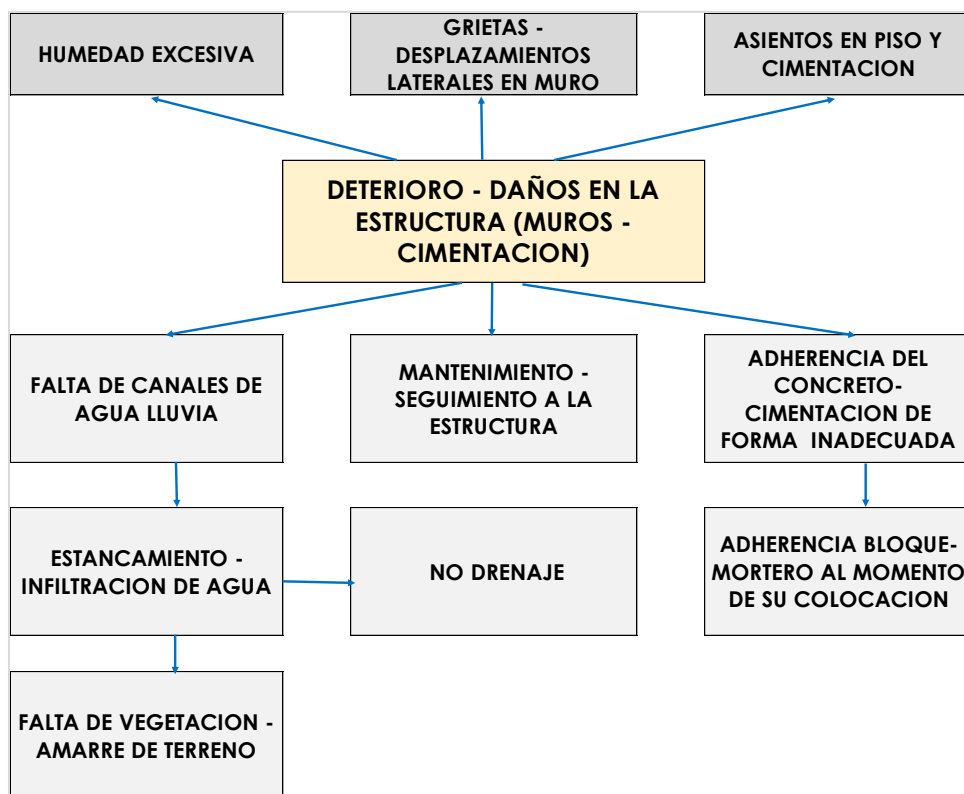 HUMEDAD EXCESIVA
GRIETAS -
DESPLAZAMIENTOS
LATERALES EN MURO
ASIENTOS EN PISO Y
CIMENTACION
DETERIORO - DAÑOS EN LA
ESTRUCTURA (MUROS -
CIMENTACION)
FALTA DE CANALES DE
AGUA LLUVIA
MANTENIMIENTO -
SEGUIMIENTO A LA
ESTRUCTURA
ADHERENCIA DEL
CONCRETO-
CIMENTACION DE
FORMA INADECUADA
ESTANCAMIENTO -
INFILTRACION DE AGUA
NO DRENAJE
ADHERENCIA BLOQUE-
MORTERO AL MOMENTO
DE SU COLOCACION
FALTA DE VEGETACION -
AMARRE DE TERRENO